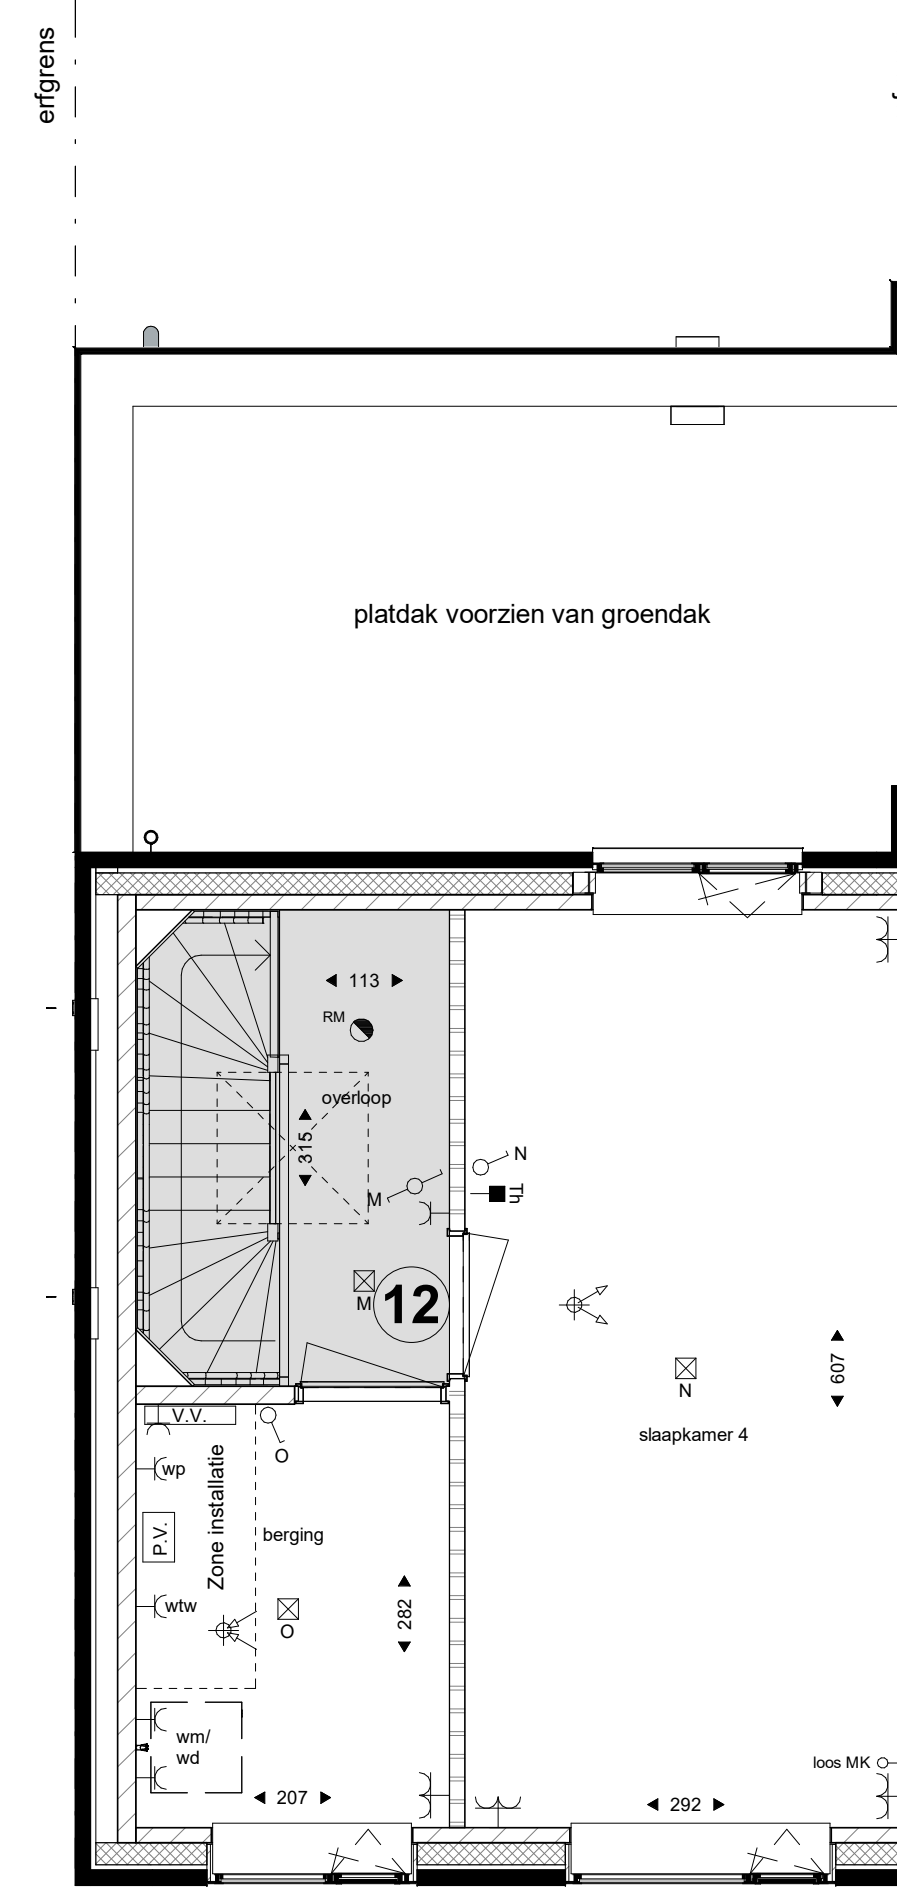 erfgrens
platdak voorzien van groendak
113
RM
overloop
315
N
M
Th
M
12
607
N
slaapkamer 4
V.V.
O
wp
Zone installatie
P.V.
berging
wtw
282
O
wm/
wd
loos MK
207
292